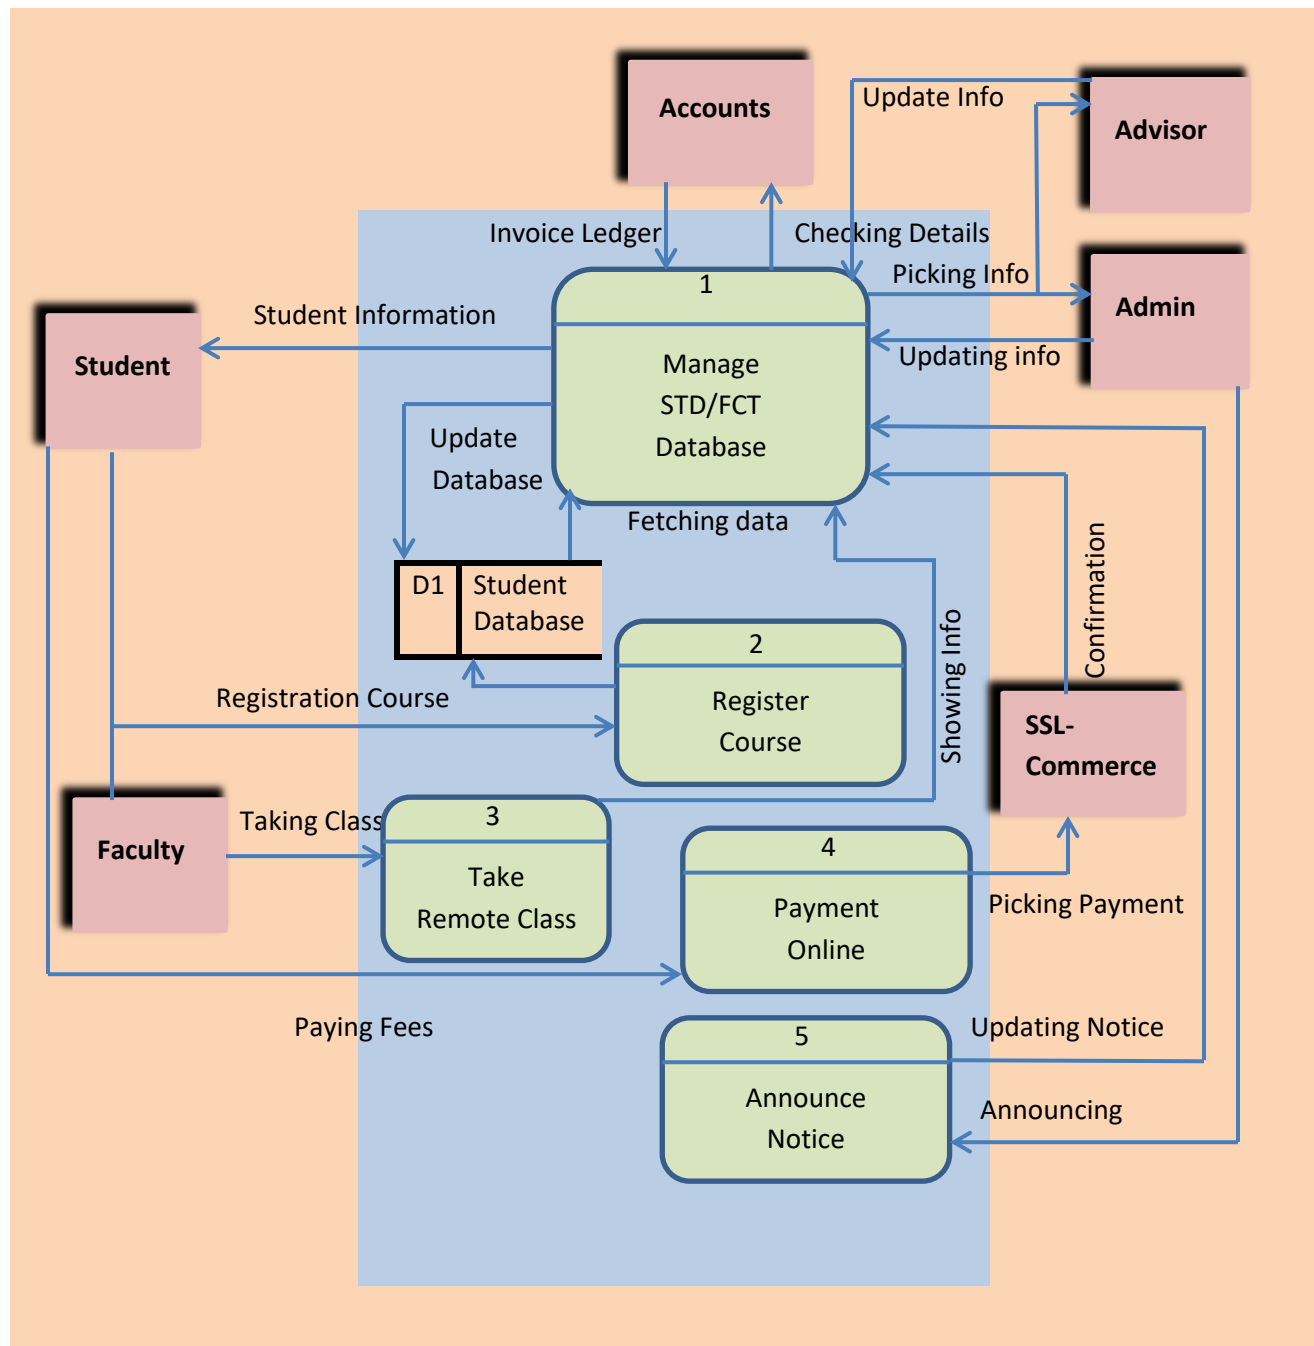 Accounts
Update Info
Advisor
Invoice Ledger
Checking Details
1
Picking Info
Admin
Student Information
Updating info
Student
Manage
STD/FCT
Database
Update
Database
Fetching data
D1
Student
Database
Confirmation
2
Showing Info
Registration Course
Register
Course
SSL-
Commerce
Taking Class
3
4
Faculty
Take
Remote Class
Payment
Online
Picking Payment
Paying Fees
5
Updating Notice
Announce
Notice
Announcing